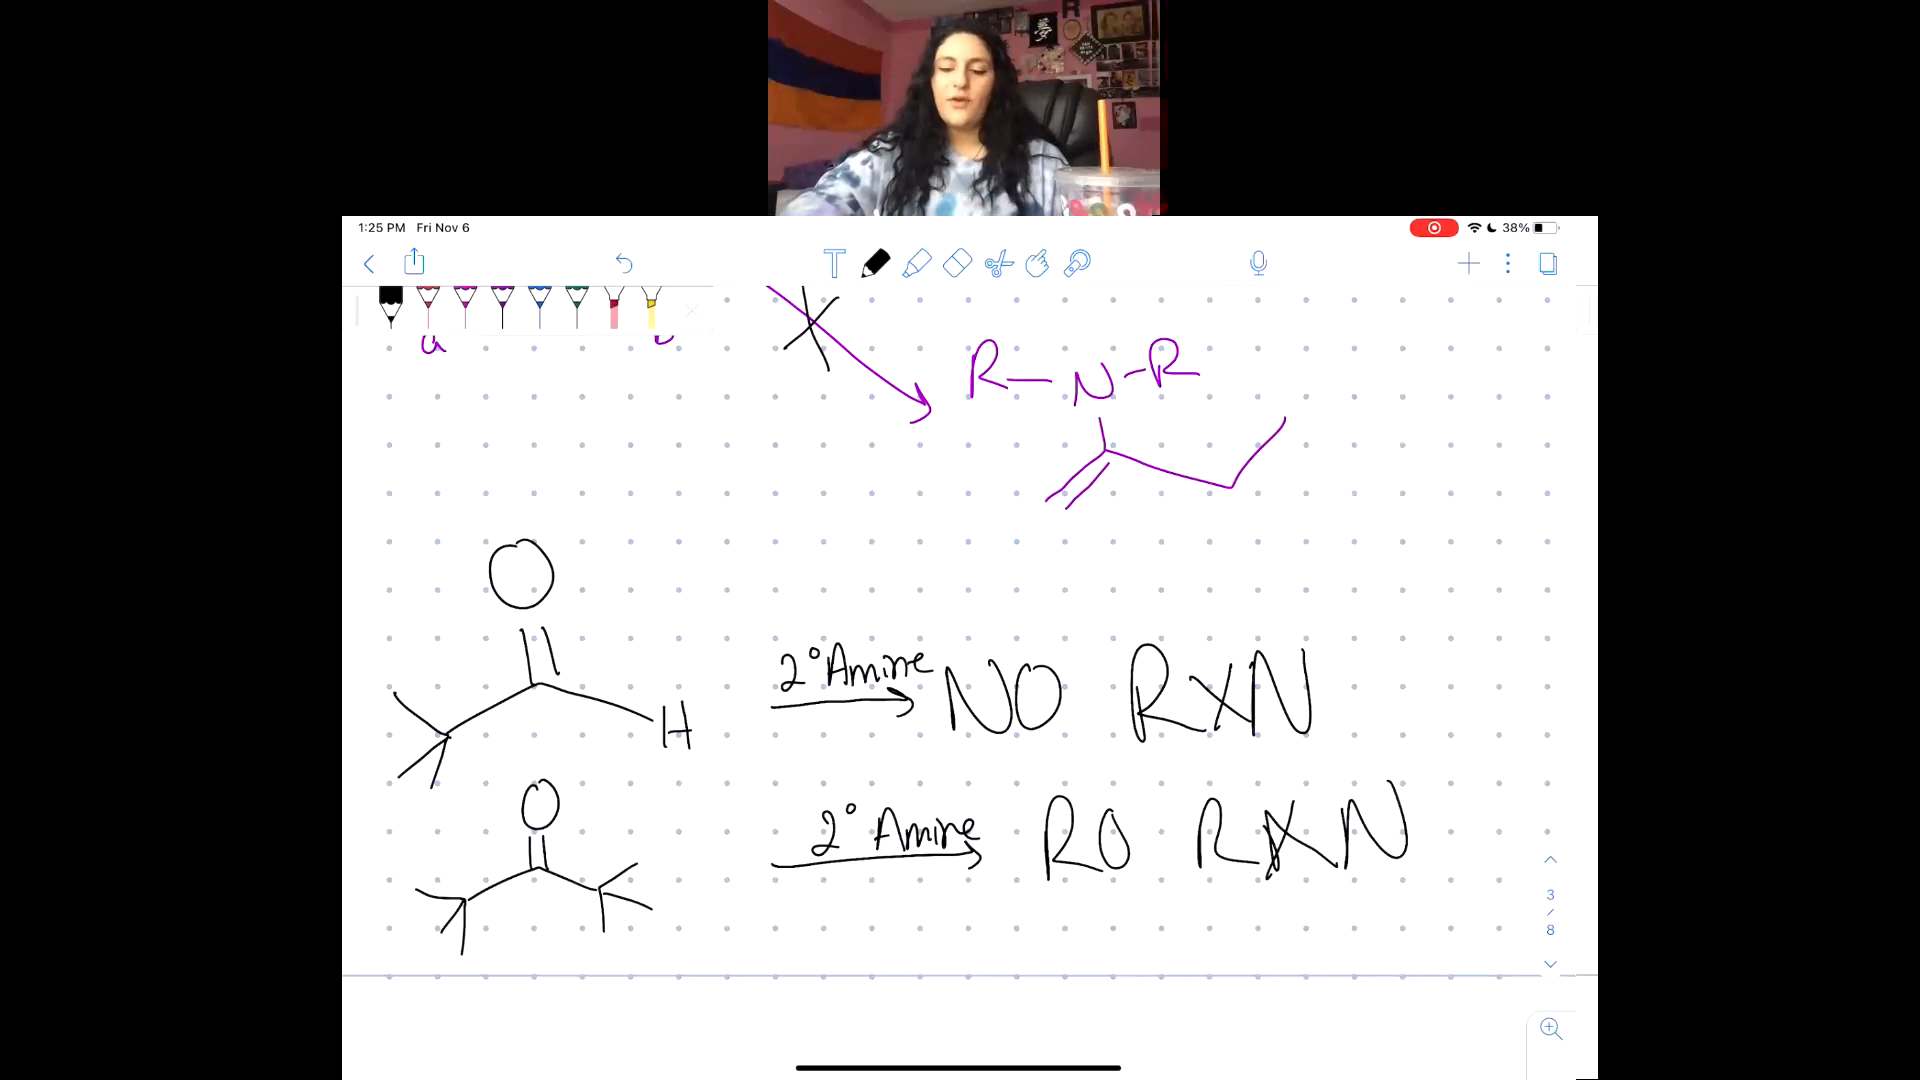 R
1:25 PM Fri Nov 6
38%
T
a
R-N-R
O
H
2° Amine
NO RXN
O
2° Amine
RO RXN
3
/
8